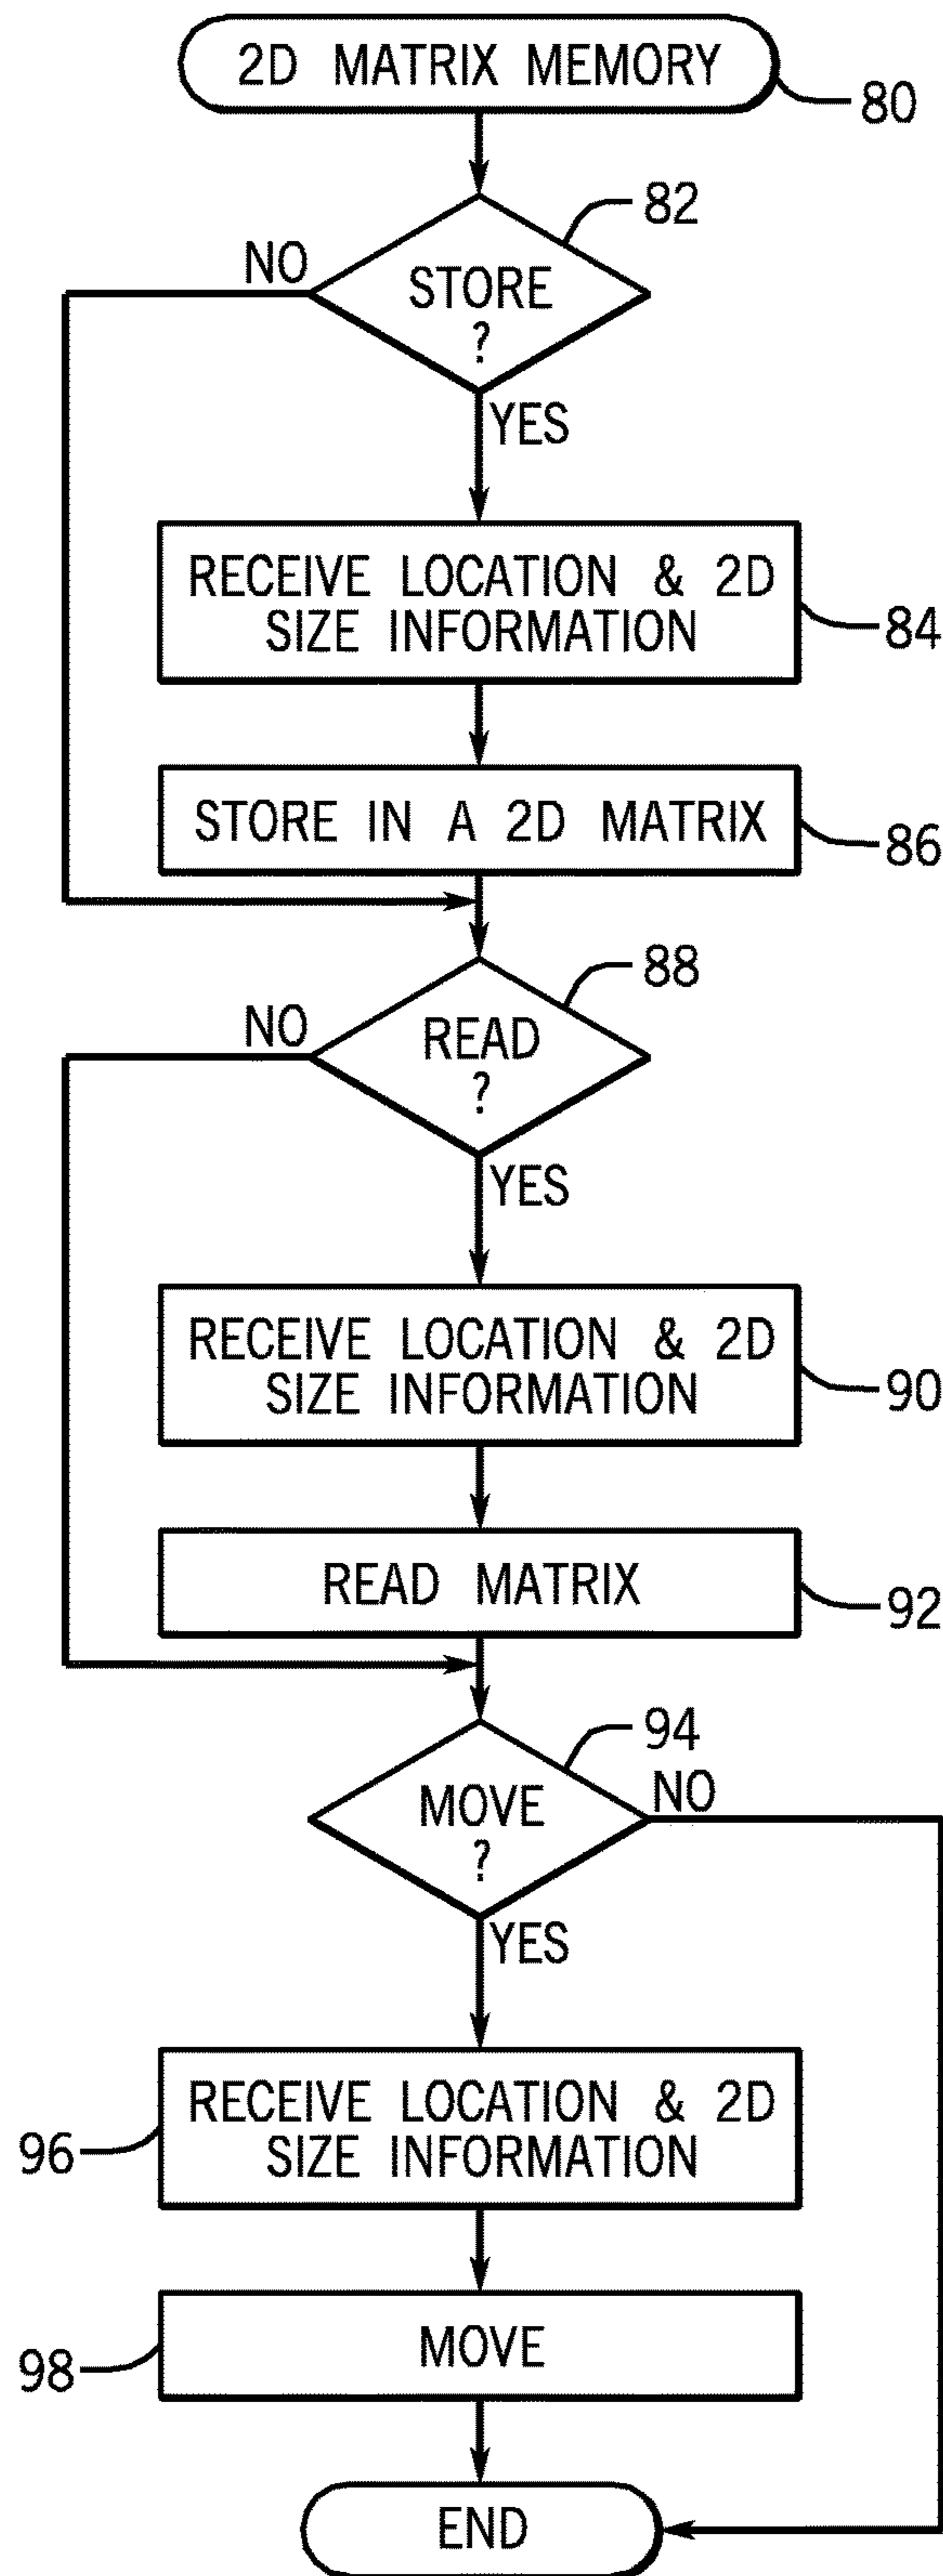 2D MATRIX MEMORY
80
82
NO
STORE
?
YES
RECEIVE LOCATION & 2D
SIZE INFORMATION
84
STORE IN A 2D MATRIX
86
88
NO
READ
?
YES
RECEIVE LOCATION & 2D
SIZE INFORMATION
90
READ MATRIX
92
94
NO
MOVE
?
YES
RECEIVE LOCATION & 2D
SIZE INFORMATION
96
MOVE
98
END